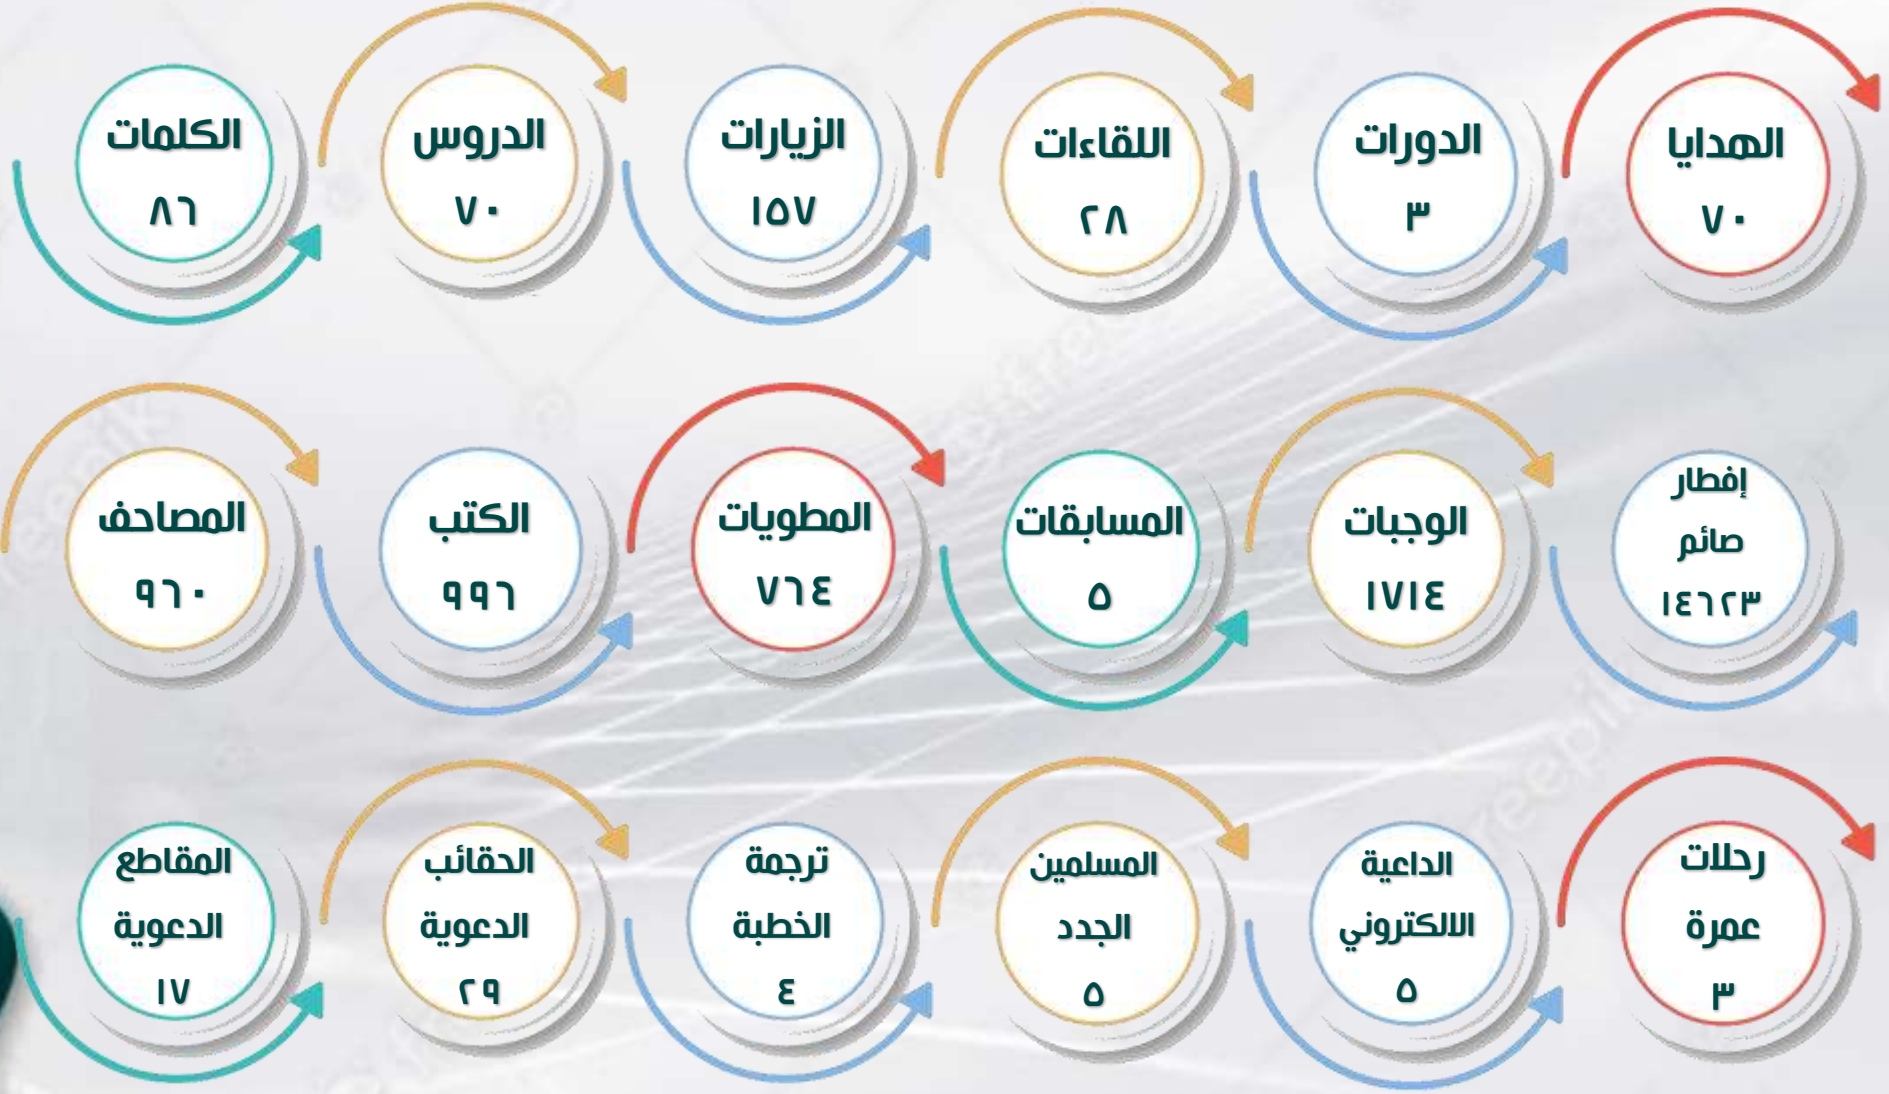 الهدايا
٧٠
الدورات
٣
اللقاءات
٢٨
الزيارات
١٥٧
الدروس
٧٠
الكلمات
٨٦
إفطار
صائم
١٤٦٢٣
الوجبات
١٧١٤
المسابقات
٥
المطويات
٧٦٤
الكتب
٩٩٦
المصاحف
٩٦٠
رحلات
عمرة
٣
الداعية
الالكتروني
٥
المسلمين
الجدد
٥
ترجمة
الخطبة
٤
الحقائب
الدعوية
٢٩
المقاطع
الدعوية
١٧